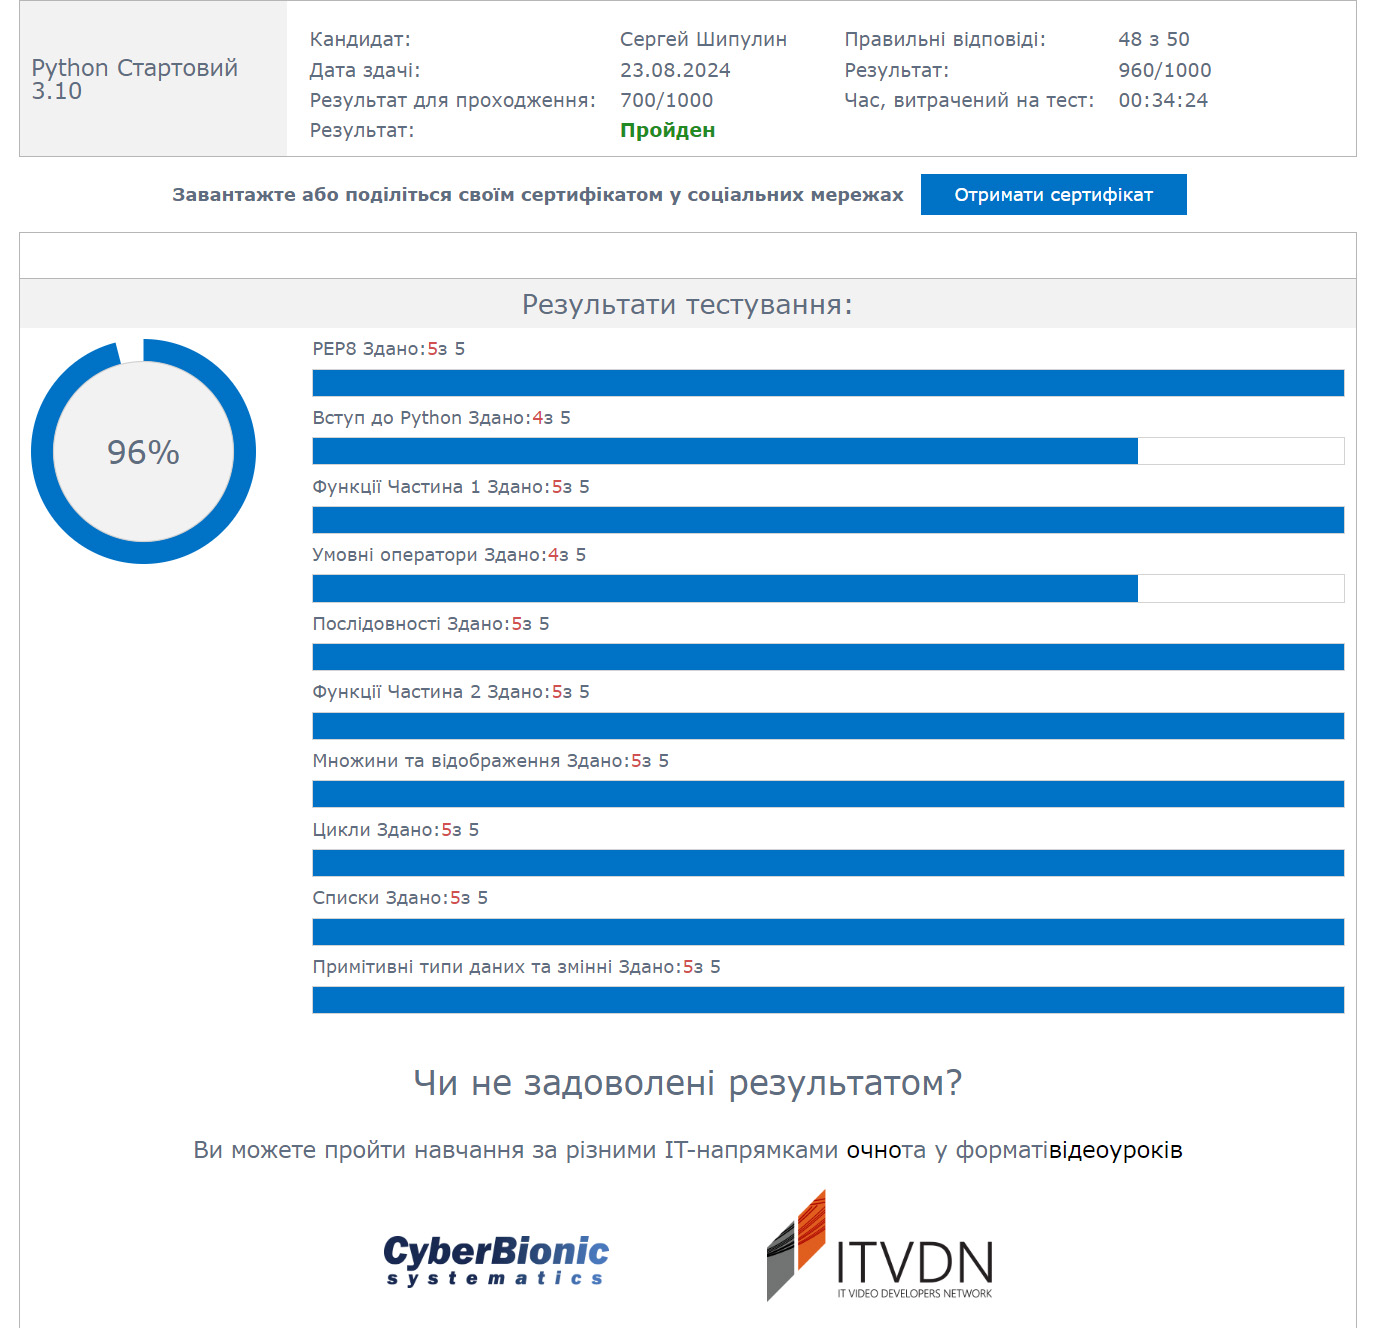 Python Стартовий
3.10
Кандидат: Сергей Шипулин Правильні відповіді: 48 з 50
Дата здачі: 23.08.2024 Результат: 960/1000
Результат для проходження: 700/1000 Час, витрачений на тест: 00:34:24
Результат: Пройден
Завантажте або поділіться своїм сертифікатом у соціальних мережах Отримати сертифікат
Результати тестування:
96%
PEP8 Здано:5з 5
Вступ до Python Здано:4з 5
Функції Частина 1 Здано:5з 5
Умовні оператори Здано:4з 5
Послідовності Здано:5з 5
Функції Частина 2 Здано:5з 5
Множини та відображення Здано:5з 5
Цикли Здано:5з 5
Списки Здано:5з 5
Примітивні типи даних та змінні Здано:5з 5
Чи не задоволені результатом?
Ви можете пройти навчання за різними IT-напрямками очнота у форматівідеоуроків
CyberBionic
systematics
ITVDN
IT VIDEO DEVELOPERS NETWORK